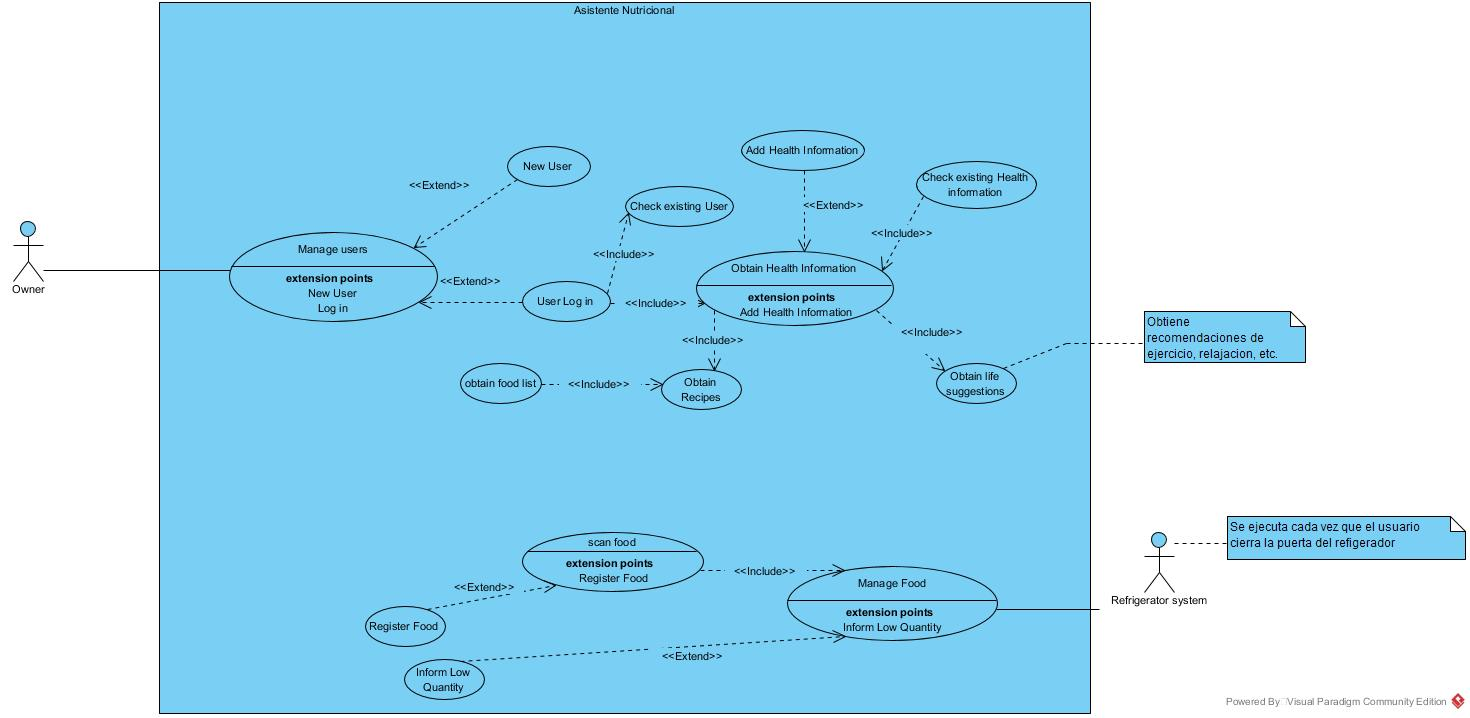 Asistente Nutricional
New User
<<Extend>>
Add Health Information
<<Extend>>
Check existing Health
information
<<Include>>
Check existing User
<<Include>>
Owner
Manage users
extension points
New User
Log in
<<Extend>>
User Log in
<<Include>>
Obtain Health Information
extension points
Add Health Information
<<Include>>
<<Include>>
obtain food list
<<Include>>
Obtain
Recipes
Obtain life
suggestions
Obtiene
recomendaciones de
ejercicio, relajacion, etc.
scan food
extension points
Register Food
<<Include>>
<<Extend>>
Register Food
Manage Food
extension points
Inform Low Quantity
Inform Low
Quantity
<<Extend>>
Refrigerator system
Se ejecuta cada vez que el usuario
cierra la puerta del refigerador
Powered By Visual Paradigm Community Edition